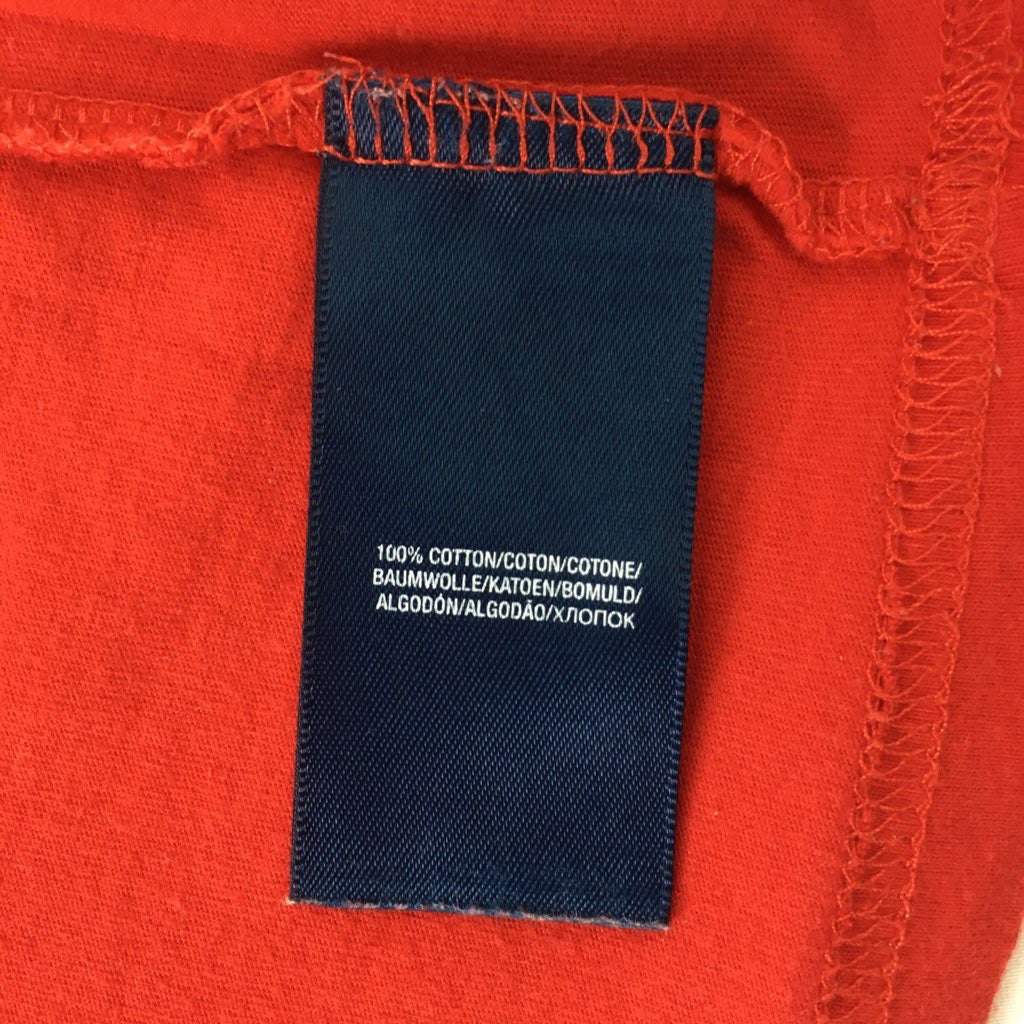 100% COTTON/COTON/COTONE/
BAUMWOLLE/KATOEN/BOMULD/
ALGODÓN/ALGODÃO/ХЛОПОК